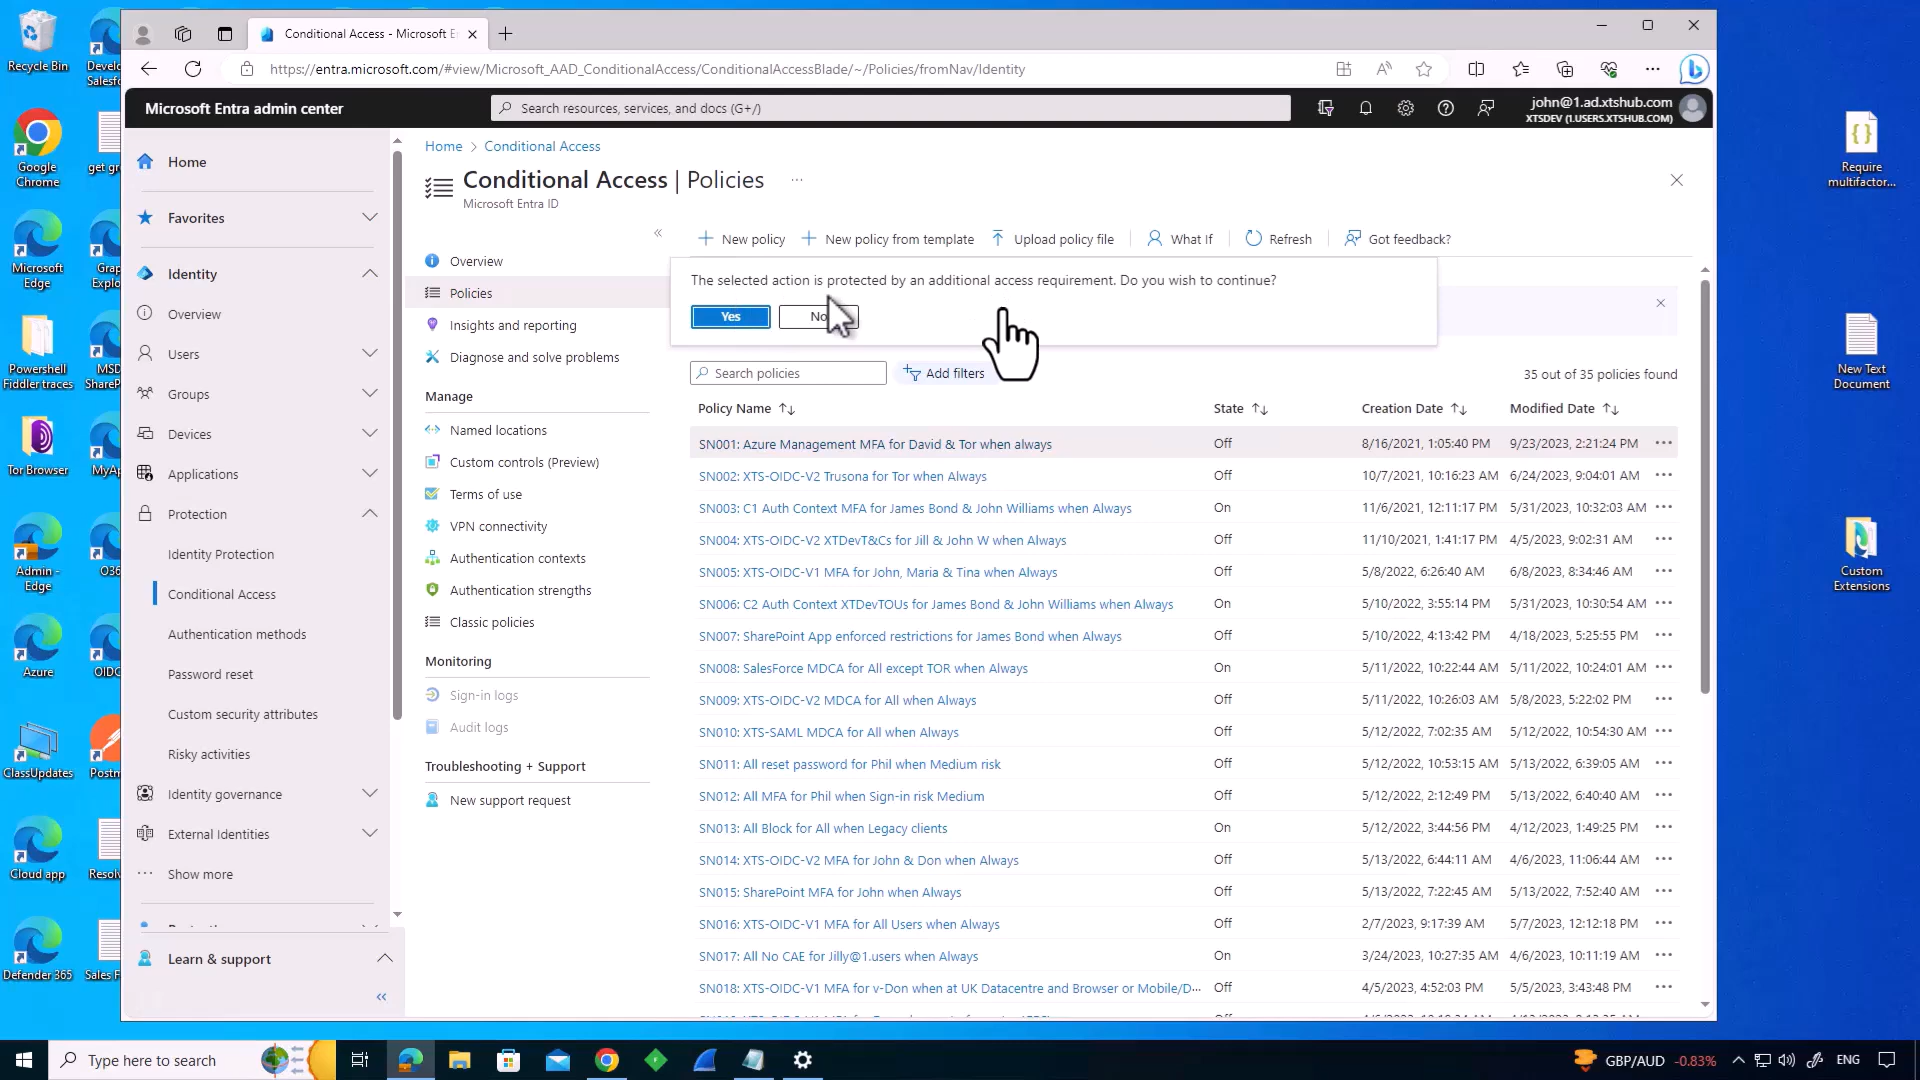 Recycle Bin
Develo
Salesfo
Google
Chrome
get gr
Microsoft
Edge
Grap
Explo
Powershell
Fiddler traces
MSD
ShareP
Tor Browser
MyAp
Admin -
Edge
O36
Azure
OIDC
ClassUpdates
Postm
Cloud app
Resolv
Defender 365
Sales F
Conditional Access - Microsoft E
https://entra.microsoft.com/#view/Microsoft_AAD_ConditionalAccess/ConditionalAccessBlade/~/Policies/fromNav/Identity
Microsoft Entra admin center
Search resources, services, and docs (G+/)
john@1.ad.xtshub.com
XTSDEV (1.USERS.XTSHUB.COM)
Home
Favorites
Identity
Overview
Users
Groups
Devices
Applications
Protection
Identity Protection
Conditional Access
Authentication methods
Password reset
Custom security attributes
Risky activities
Identity governance
External Identities
Show more
Learn & support
Home > Conditional Access
Conditional Access | Policies
Microsoft Entra ID
Overview
Policies
Insights and reporting
Diagnose and solve problems
Manage
Named locations
Custom controls (Preview)
Terms of use
VPN connectivity
Authentication contexts
Authentication strengths
Classic policies
Monitoring
Sign-in logs
Audit logs
Troubleshooting + Support
New support request
New policy New policy from template Upload policy file What If Refresh Got feedback?
The selected action is protected by an additional access requirement. Do you wish to continue?
Yes No
Search policies Add filters
35 out of 35 policies found
Policy Name State Creation Date Modified Date
SN001: Azure Management MFA for David & Tor when always Off 8/16/2021, 1:05:40 PM 9/23/2023, 2:21:24 PM
SN002: XTS-OIDC-V2 Trusona for Tor when Always Off 10/7/2021, 10:16:23 AM 6/24/2023, 9:04:01 AM
SN003: C1 Auth Context MFA for James Bond & John Williams when Always On 11/6/2021, 12:11:17 PM 5/31/2023, 10:32:03 AM
SN004: XTS-OIDC-V2 XTDevT&Cs for Jill & John W when Always Off 11/10/2021, 1:41:17 PM 4/5/2023, 9:02:31 AM
SN005: XTS-OIDC-V1 MFA for John, Maria & Tina when Always Off 5/8/2022, 6:26:40 AM 6/8/2023, 8:34:46 AM
SN006: C2 Auth Context XTDevTOUs for James Bond & John Williams when Always On 5/10/2022, 3:55:14 PM 5/31/2023, 10:30:54 AM
SN007: SharePoint App enforced restrictions for James Bond when Always Off 5/10/2022, 4:13:42 PM 4/18/2023, 5:25:55 PM
SN008: SalesForce MDCA for All except TOR when Always On 5/11/2022, 10:22:44 AM 5/11/2022, 10:24:01 AM
SN009: XTS-OIDC-V2 MDCA for All when Always Off 5/11/2022, 10:26:03 AM 5/8/2023, 5:22:02 PM
SN010: XTS-SAML MDCA for All when Always Off 5/12/2022, 7:02:35 AM 5/12/2022, 10:54:30 AM
SN011: All reset password for Phil when Medium risk Off 5/12/2022, 10:53:15 AM 5/13/2022, 6:39:05 AM
SN012: All MFA for Phil when Sign-in risk Medium Off 5/12/2022, 2:12:49 PM 5/13/2022, 6:40:40 AM
SN013: All Block for All when Legacy clients On 5/12/2022, 3:44:56 PM 4/12/2023, 1:49:25 PM
SN014: XTS-OIDC-V2 MFA for John & Don when Always Off 5/13/2022, 6:44:11 AM 4/6/2023, 11:06:44 AM
SN015: SharePoint MFA for John when Always Off 5/13/2022, 7:22:45 AM 5/13/2022, 7:52:40 AM
SN016: XTS-OIDC-V1 MFA for All Users when Always Off 2/7/2023, 9:17:39 AM 5/7/2023, 12:12:18 PM
SN017: All No CAE for Jilly@1.users when Always On 3/24/2023, 10:27:35 AM 4/6/2023, 10:11:19 AM
SN018: XTS-OIDC-V1 MFA for v-Don when at UK Datacentre and Browser or Mobile/D... Off 4/5/2023, 4:52:03 PM 5/5/2023, 3:43:48 PM
Require
multifactor...
New Text
Document
Custom
Extensions
Type here to search
GBP/AUD -0.83%
ENG